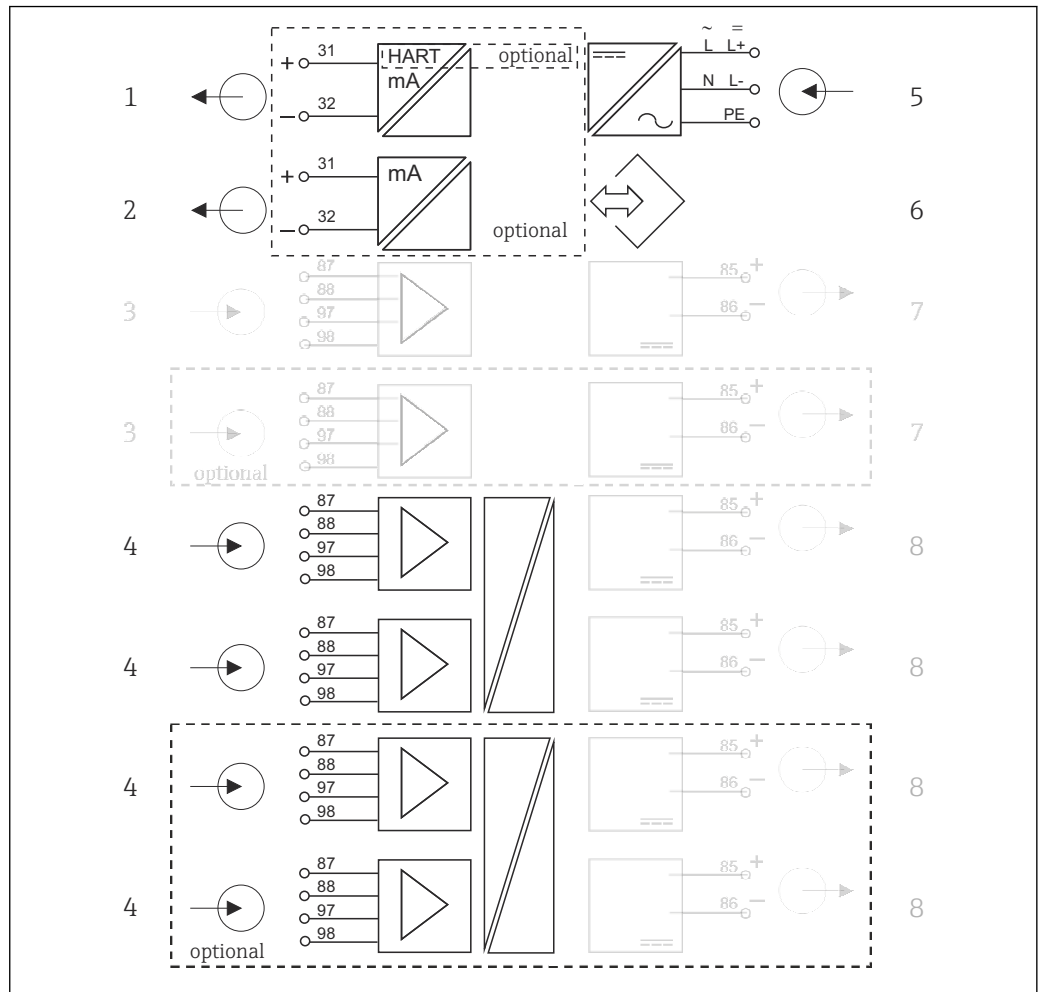 ~ =
+ 31 HART optional L L+
1 mA N L- 5
– 32 PE
+ 31 mA
2 6
– 32 optional
87 85 +
88
3 97 86 – 7
98
87 85 +
88
3 97 86 – 7
optional 98
87 85 +
88
4 97 86 – 8
98
87 85 +
88
4 97 86 – 8
98
87 85 +
88
4 97 86 – 8
98
87 85 +
88
4 97 86 – 8
98
optional